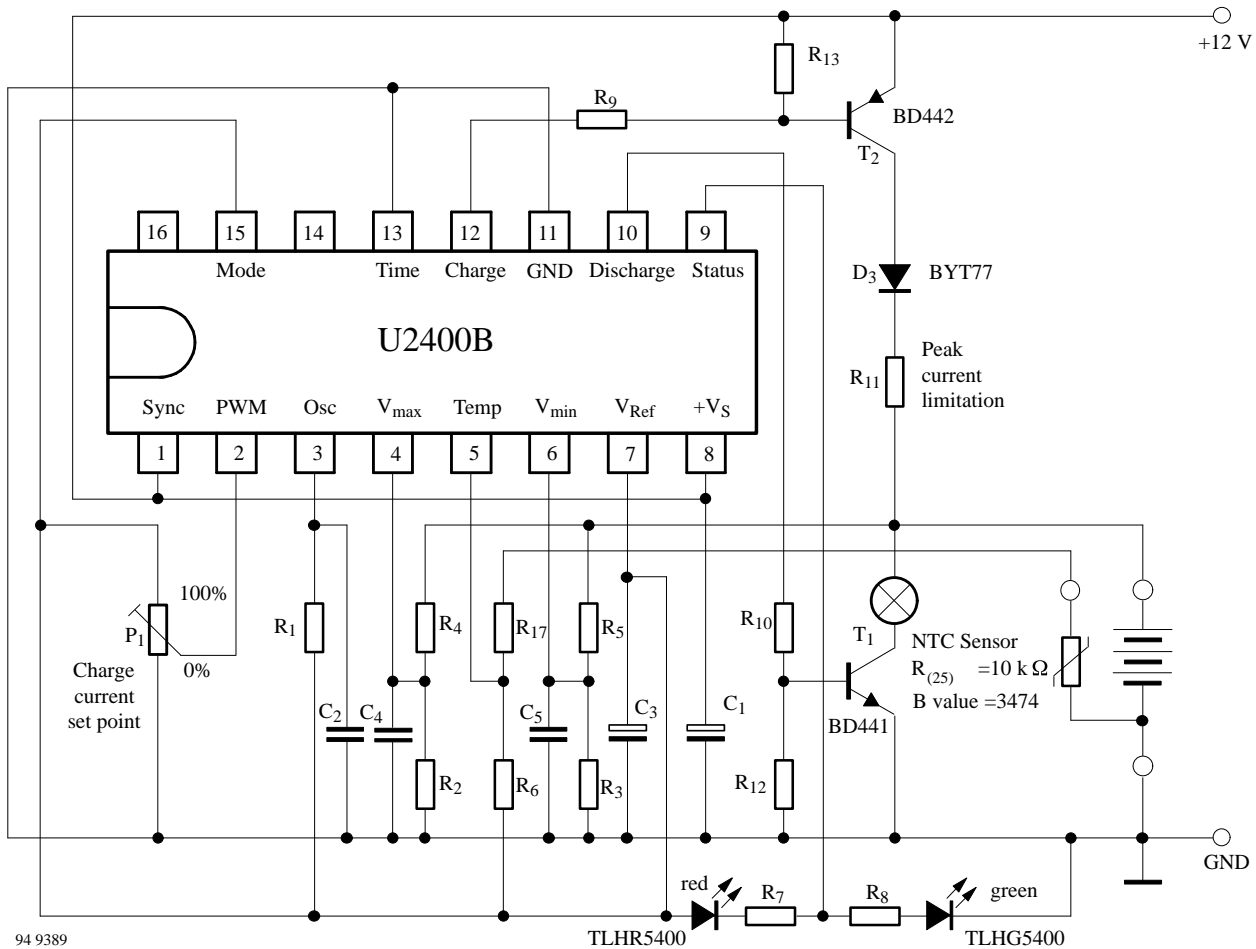 +12 V
R13
R9
BD442
T2
16 15 14 13 12 11 10 9
Mode Time Charge GND Discharge Status
D3 BYT77
U2400B
Peak
current
limitation
R11
Sync PWM Osc Vmax Temp Vmin VRef +VS
1 2 3 4 5 6 7 8
100%
P1
0%
Charge
current
set point
R1
R4
R17
R5
R10
T1
NTC Sensor
R(25) =10 k Ω
B value =3474
BD441
C2
C4
C5
C3
C1
R2
R6
R3
R12
GND
red
R7
R8
green
TLHR5400
TLHG5400
94 9389